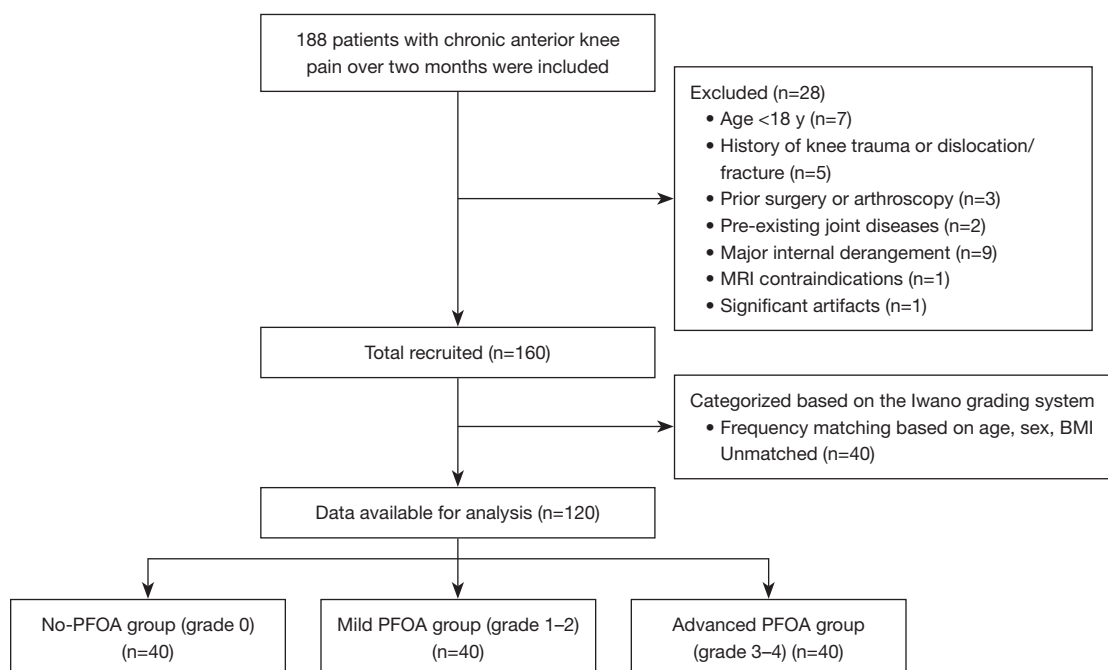 188 patients with chronic anterior knee
pain over two months were included
Excluded (n=28)
• Age <18 y (n=7)
• History of knee trauma or dislocation/
fracture (n=5)
• Prior surgery or arthroscopy (n=3)
• Pre-existing joint diseases (n=2)
• Major internal derangement (n=9)
• MRI contraindications (n=1)
• Significant artifacts (n=1)
Total recruited (n=160)
Categorized based on the Iwano grading system
• Frequency matching based on age, sex, BMI
Unmatched (n=40)
Data available for analysis (n=120)
No-PFOA group (grade 0)
(n=40)
Mild PFOA group (grade 1–2)
(n=40)
Advanced PFOA group
(grade 3–4) (n=40)